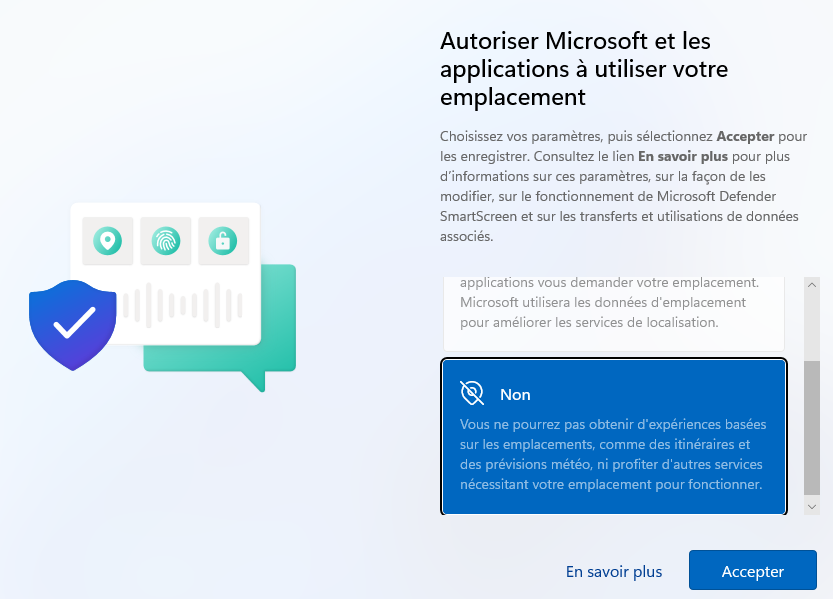 Autoriser Microsoft et les
applications à utiliser votre
emplacement
Choisissez vos paramètres, puis sélectionnez Accepter pour
les enregistrer. Consultez le lien En savoir plus pour plus
d'informations sur ces paramètres, sur la façon de les
modifier, sur le fonctionnement de Microsoft Defender
SmartScreen et sur les transferts et utilisations de données
associés.
applications vous demander votre emplacement.
Microsoft utilisera les données d'emplacement
pour améliorer les services de localisation.
Non
Vous ne pourrez pas obtenir d'expériences basées
sur les emplacements, comme des itinéraires et
des prévisions météo, ni profiter d'autres services
nécessitant votre emplacement pour fonctionner.
En savoir plus
Accepter